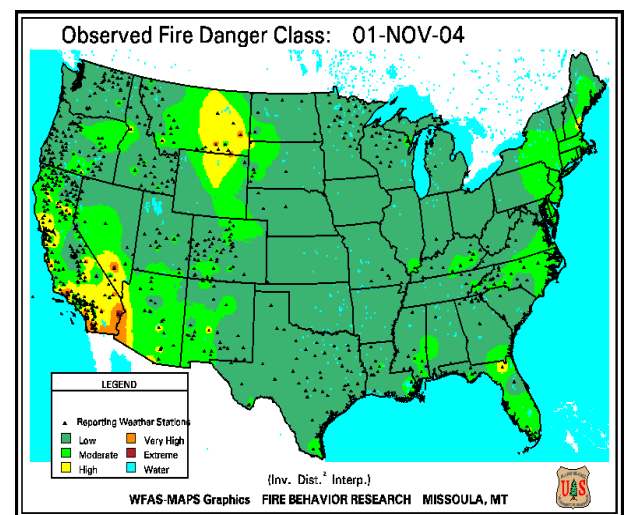 Observed Fire Danger Class: 01-NOV-04
LEGEND
Reporting Weather Stations
Low
Very High
Moderate
Extreme
High
Water
(Inv. Dist.² Interp.)
WFAS-MAPS Graphics FIRE BEHAVIOR RESEARCH MISSOULA, MT
U S